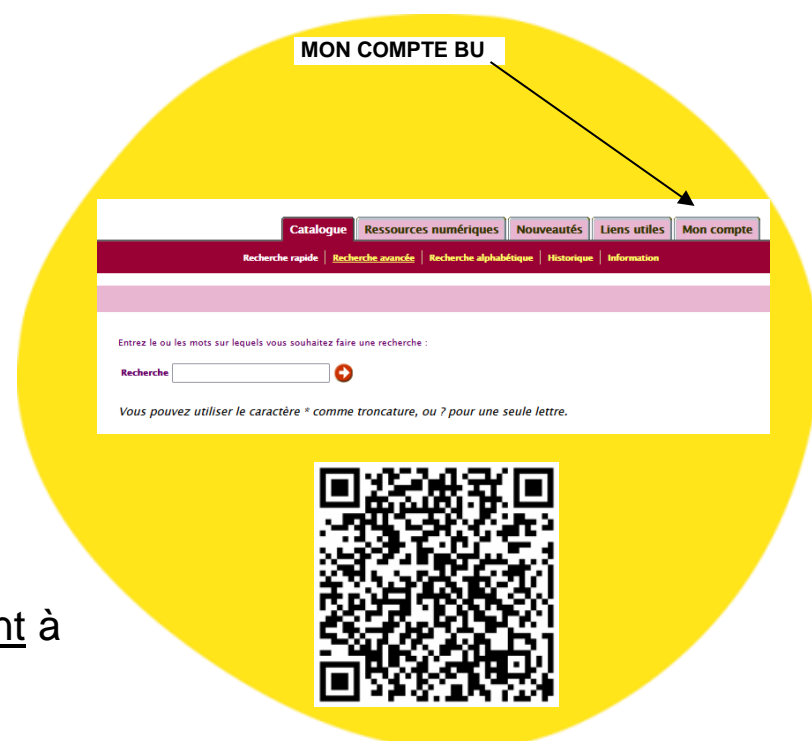 MON COMPTE BU
Catalogue Ressources numériques Nouveautés Liens utiles Mon compte
Recherche rapide | Recherche avancée | Recherche alphabétique | Historique | Information
Entrez le ou les mots sur lequels vous souhaitez faire une recherche :
Recherche
Vous pouvez utiliser le caractère * comme troncature, ou ? pour une seule lettre.
nt à